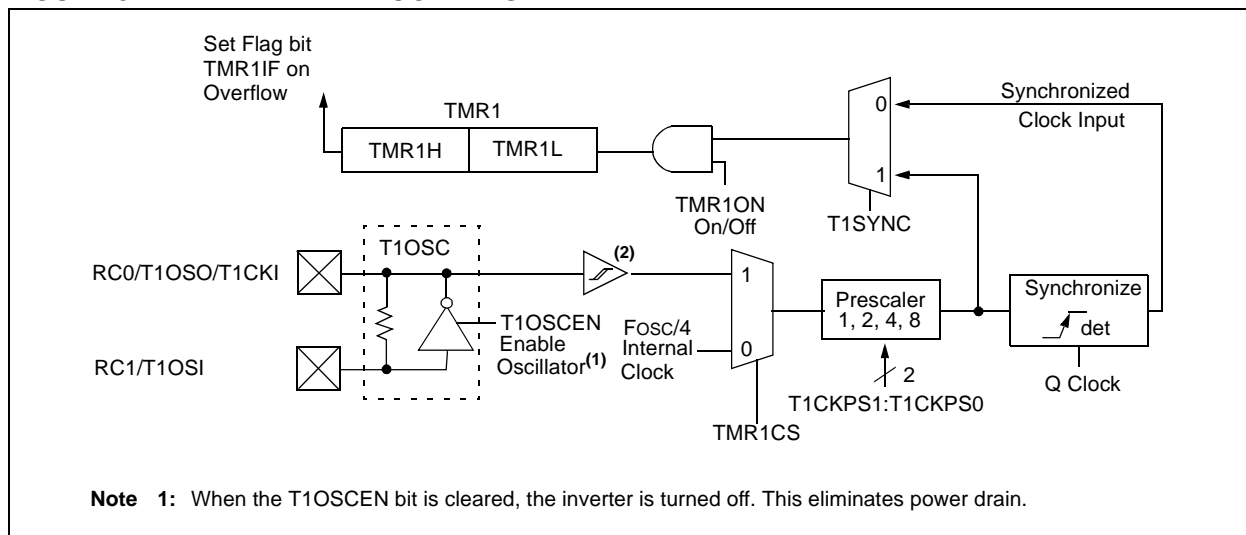 Set Flag bit
TMR1IF on
Overflow
TMR1
TMR1H
TMR1L
TMR1ON
On/Off
0
1
T1SYNC
Synchronized
Clock Input
RC0/T1OSO/T1CKI
T1OSC
(2)
RC1/T1OSI
T1OSCEN
Enable
Oscillator(1)
FOSC/4
Internal
Clock
1
0
TMR1CS
Prescaler
1, 2, 4, 8
2
T1CKPS1:T1CKPS0
Synchronize
det
Q Clock
Note 1: When the T1OSCEN bit is cleared, the inverter is turned off. This eliminates power drain.